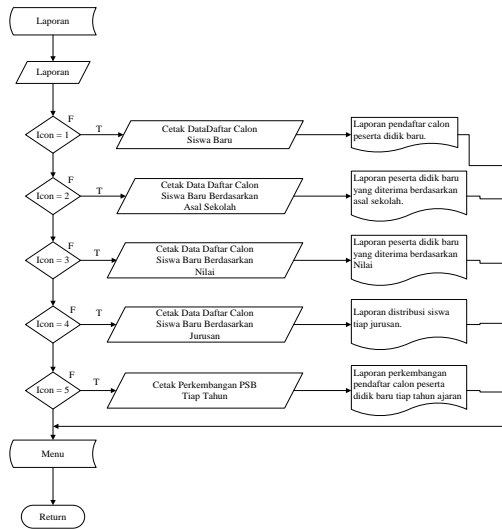 Laporan
Laporan
F
Icon = 1
T
Cetak DataDaftar Calon
Siswa Baru
Laporan pendaftar calon
peserta didik baru.
F
Icon = 2
T
Cetak Data Daftar Calon
Siswa Baru Berdasarkan
Asal Sekolah
Laporan peserta didik baru
yang diterima berdasarkan
asal sekolah.
F
Icon = 3
T
Cetak Data Daftar Calon
Siswa Baru Berdasarkan
Nilai
Laporan peserta didik baru
yang diterima berdasarkan
Nilai
F
Icon = 4
T
Cetak Data Daftar Calon
Siswa Baru Berdasarkan
Jurusan
Laporan distribusi siswa
tiap jurusan.
F
Icon = 5
T
Cetak Perkembangan PSB
Tiap Tahun
Laporan perkembangan
pendaftar calon peserta
didik baru tiap tahun ajaran
Menu
Return